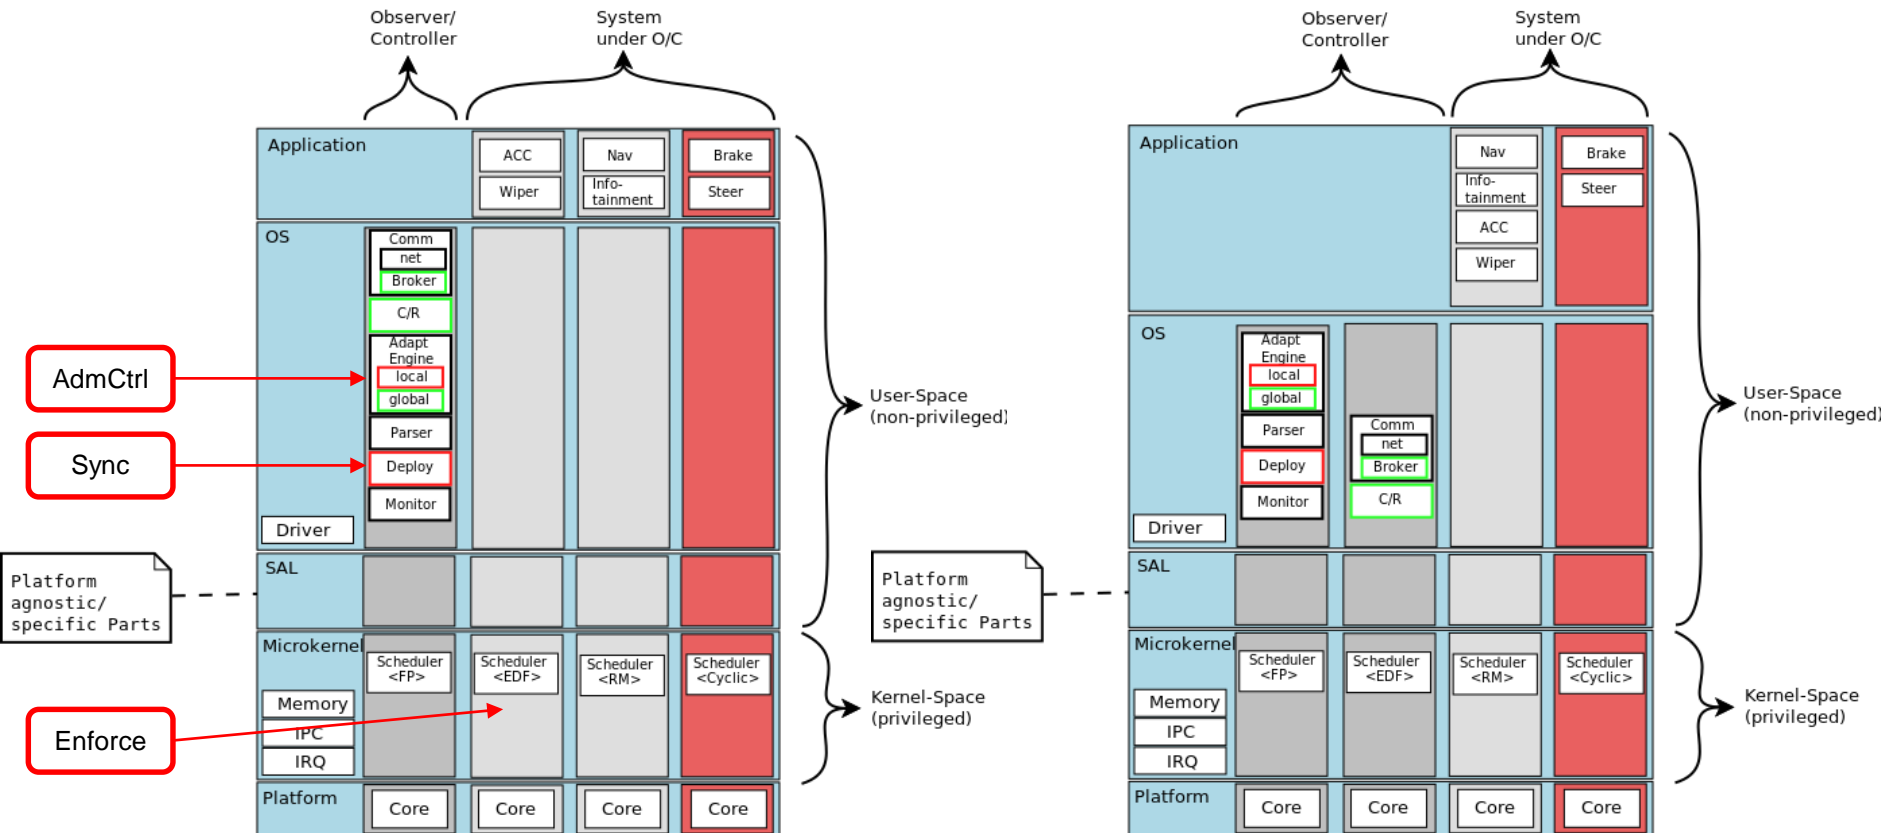 Observer/
Controller
System
under O/C
Application
ACC
Wiper
Nav
Info-
tainment
Brake
Steer
OS
Comm
net
Broker
C/R
Adapt
Engine
local
global
Parser
Deploy
Monitor
Driver
AdmCtrl
Sync
Enforce
Platform
agnostic/
specific Parts
SAL
Microkernel
Scheduler
<FP>
Scheduler
<EDF>
Scheduler
<RM>
Scheduler
<Cyclic>
Memory
IPC
IRQ
Platform
Core
Core
Core
Core
User-Space
(non-privileged)
Kernel-Space
(privileged)
Observer/
Controller
System
under O/C
Application
Nav
Info-
tainment
ACC
Wiper
Brake
Steer
OS
Adapt
Engine
local
global
Parser
Deploy
Monitor
Comm
net
Broker
C/R
Driver
Platform
agnostic/
specific Parts
SAL
Microkernel
Scheduler
<FP>
Scheduler
<EDF>
Scheduler
<RM>
Scheduler
<Cyclic>
Memory
IPC
IRQ
Platform
Core
Core
Core
Core
User-Space
(non-privileged)
Kernel-Space
(privileged)